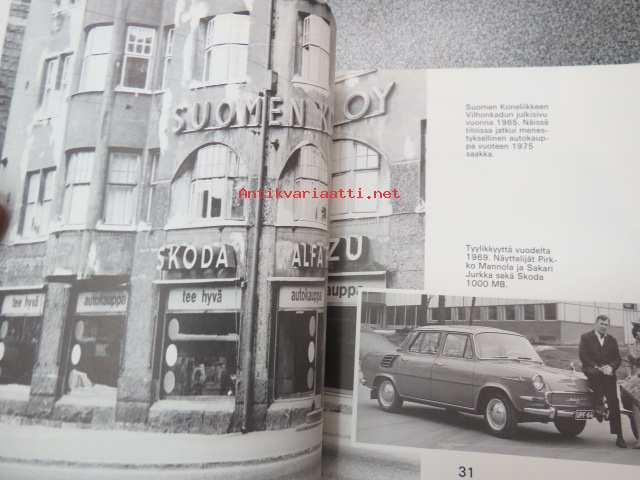 SUOMEN K OY
SKODA ALFA ZU
tee hyvä
autokauppa
tee hyvä
autokauppa
kauppa
Antikvariaatti.net
Suomen Koneliikkeen
Vilhonkadun julkisivu
vuonna 1965. Näissä
tiloissa jatkui menes-
tyksellinen autokaup-
pa vuoteen 1975
saakka.
Tyylikkyyttä vuodelta
1969. Näyttelijät Pirk-
ko Mannola ja Sakari
Jurkka sekä Skoda
1000 MB.
31